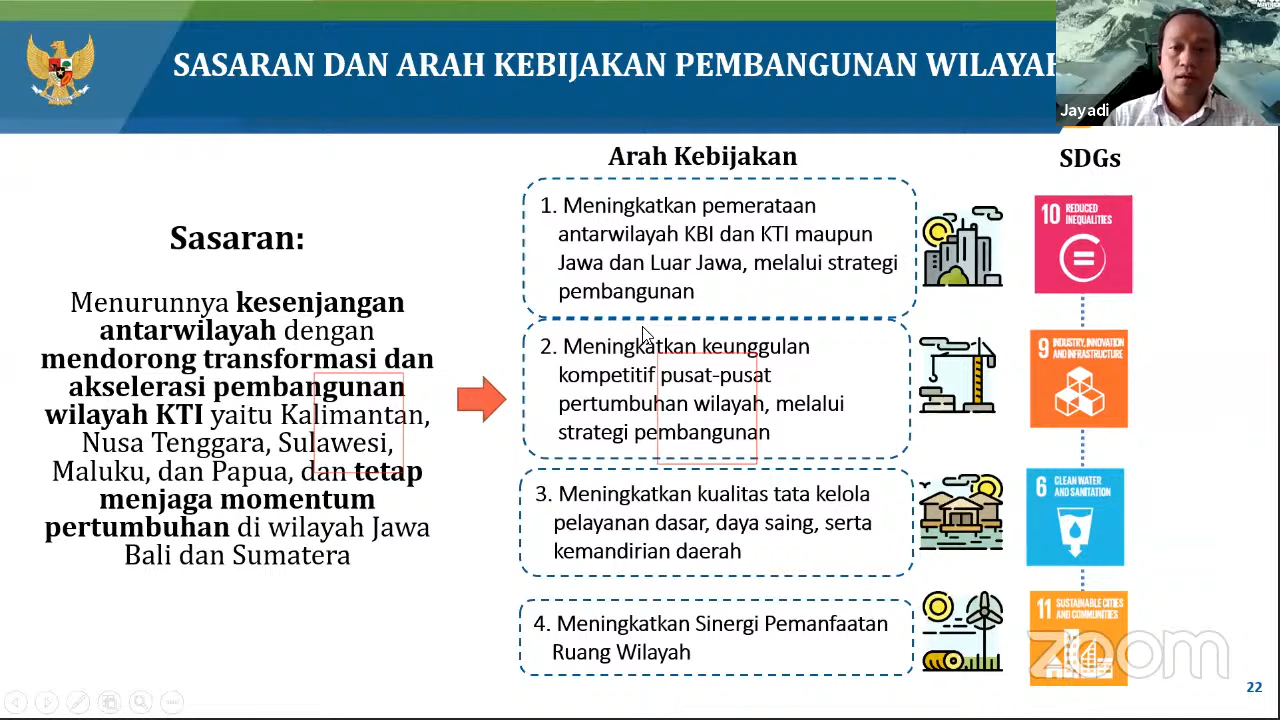 SASARAN DAN ARAH KEBIJAKAN PEMBANGUNAN WILAYAH
Jayadi
Sasaran:
Menurunnya kesenjangan
antarwilayah dengan
mendorong transformasi dan
akselerasi pembangunan
wilayah KTI yaitu Kalimantan,
Nusa Tenggara, Sulawesi,
Maluku, dan Papua, dan tetap
menjaga momentum
pertumbuhan di wilayah Jawa
Bali dan Sumatera
Arah Kebijakan
1. Meningkatkan pemerataan
antarwilayah KBI dan KTI maupun
Jawa dan Luar Jawa, melalui strategi
pembangunan
2. Meningkatkan keunggulan
kompetitif pusat-pusat
pertumbuhan wilayah, melalui
strategi pembangunan
3. Meningkatkan kualitas tata kelola
pelayanan dasar, daya saing, serta
kemandirian daerah
4. Meningkatkan Sinergi Pemanfaatan
Ruang Wilayah
SDGs
10 REDUCED
INEQUALITIES
9 INDUSTRY, INNOVATION
AND INFRASTRUCTURE
6 CLEAN WATER
AND SANITATION
11 SUSTAINABLE CITIES
AND COMMUNITIES
zoom
22